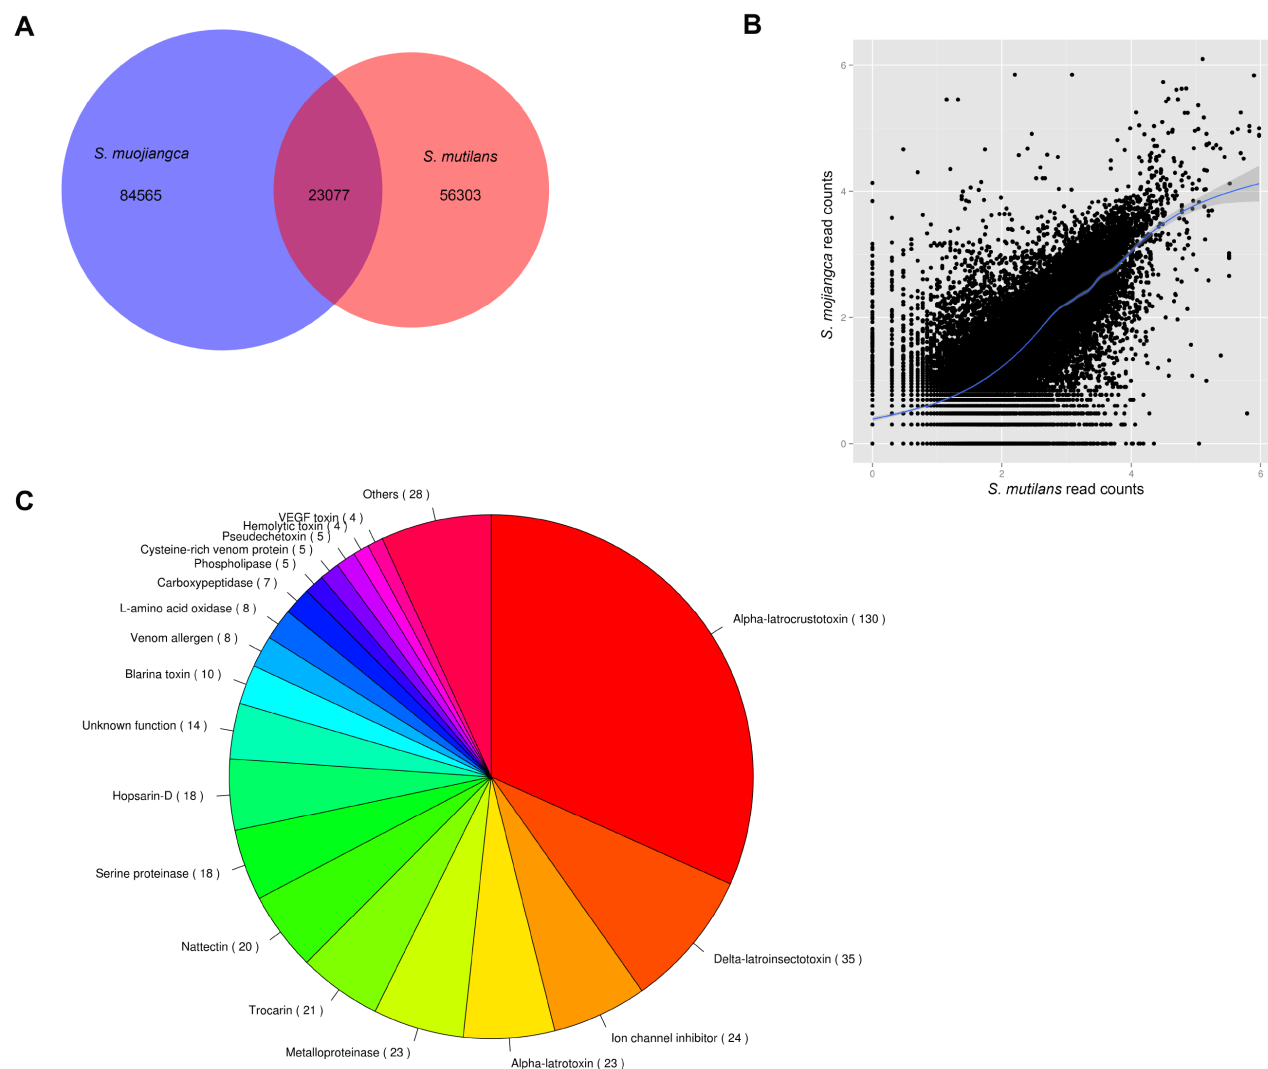 A
S. muojiangca
84565
23077
S. mutilans
56303
B
6
4
2
0
0
2
4
6
S. mojiangca read counts
S. mutilans read counts
C
Others ( 28 )
VEGF toxin ( 4 )
Hemolytic toxin ( 4 )
Pseudechetoxin ( 5 )
Cysteine-rich venom protein ( 5 )
Phospholipase ( 5 )
Carboxypeptidase ( 7 )
L-amino acid oxidase ( 8 )
Venom allergen ( 8 )
Blarina toxin ( 10 )
Unknown function ( 14 )
Hopsarin-D ( 18 )
Serine proteinase ( 18 )
Nattectin ( 20 )
Trocarin ( 21 )
Metalloproteinase ( 23 )
Alpha-latrotoxin ( 23 )
Ion channel inhibitor ( 24 )
Delta-latroinsectotoxin ( 35 )
Alpha-latrocrustotoxin ( 130 )